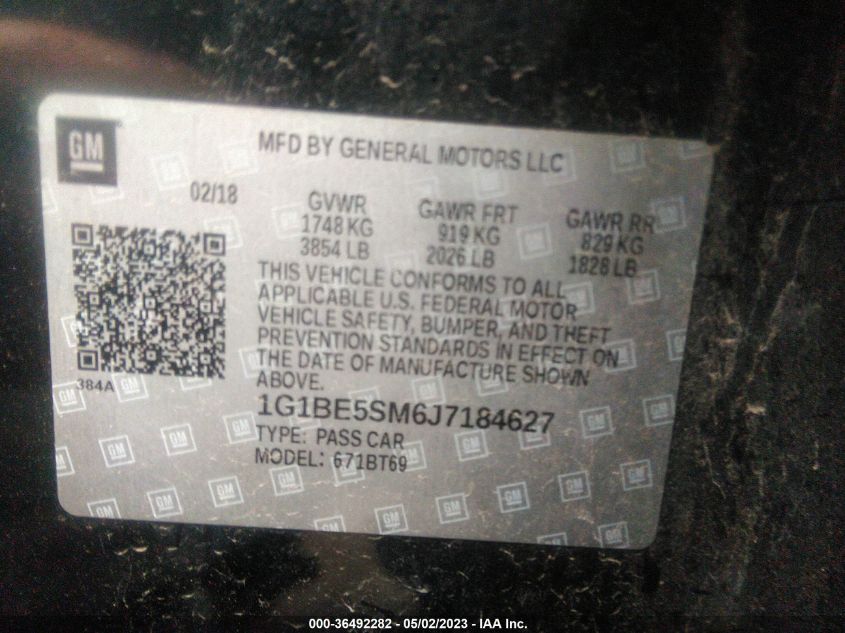 GM
MFD BY GENERAL MOTORS LLC
02/18
GVWR GAWR FRT GAWR RR
1748 KG 919 KG 829 KG
3854 LB 2026 LB 1828 LB
THIS VEHICLE CONFORMS TO ALL
APPLICABLE U.S. FEDERAL MOTOR
VEHICLE SAFETY, BUMPER, AND THEFT
PREVENTION STANDARDS IN EFFECT ON
THE DATE OF MANUFACTURE SHOWN
ABOVE.
384A
1G1BE5SM6J7184627
TYPE: PASS CAR
MODEL: 671BT69
000-36492282 - 05/02/2023 - IAA Inc.